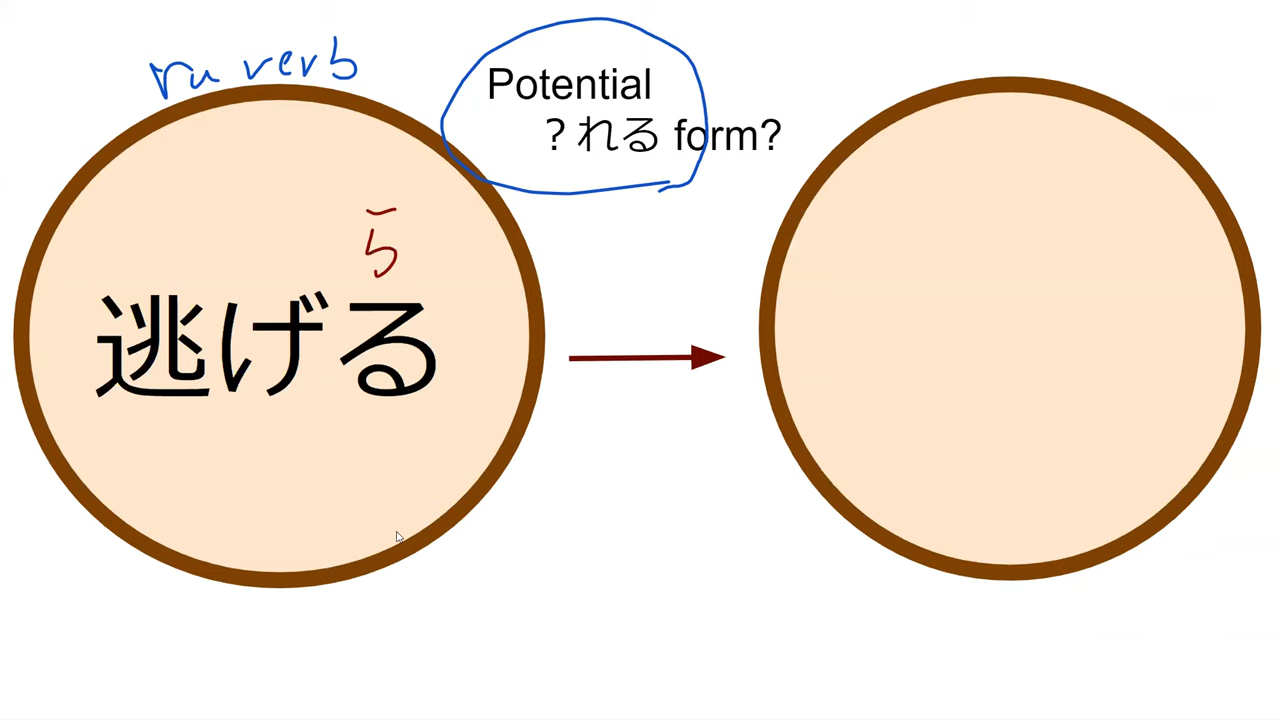 ru verb
Potential
?れる form?
ら
逃げる